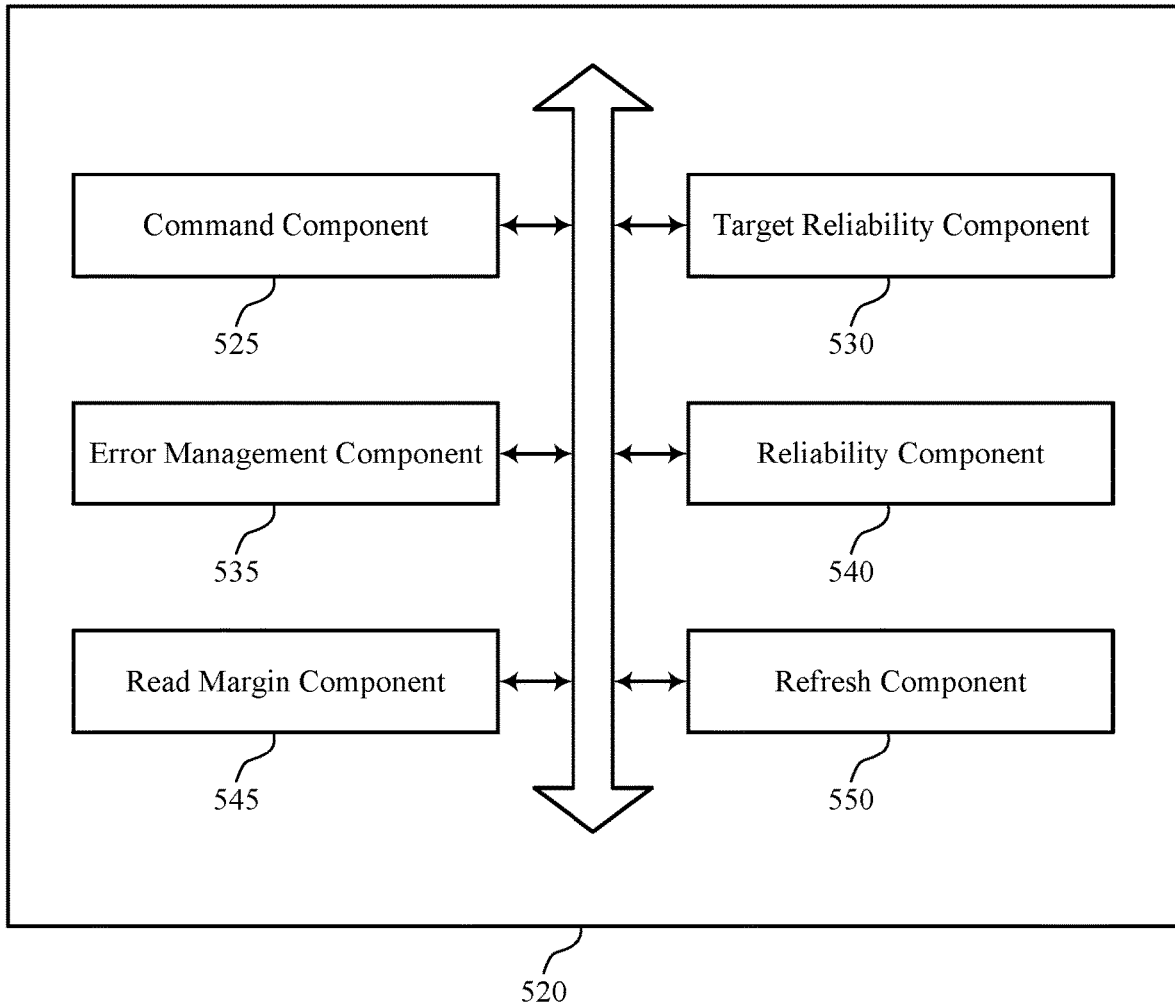 Command Component
Target Reliability Component
525
530
Error Management Component
Reliability Component
535
540
Read Margin Component
Refresh Component
545
550
520